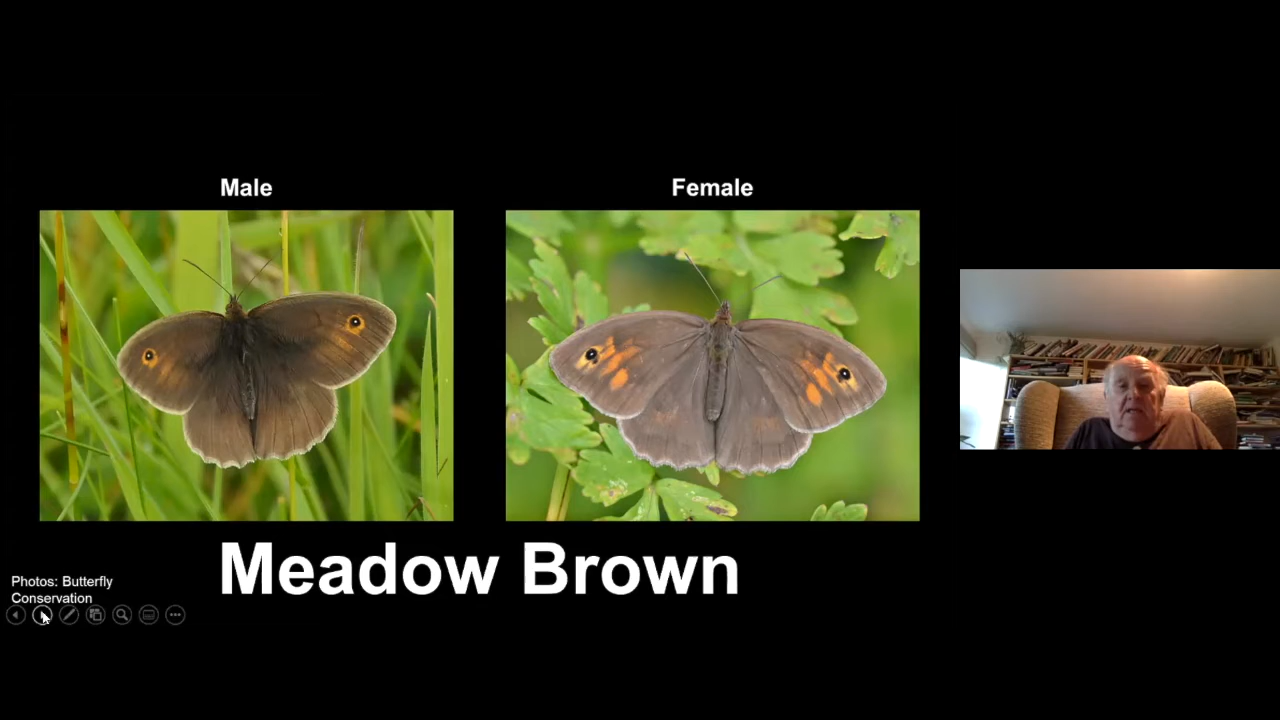 Male
Female
Meadow Brown
Photos: Butterfly
Conservation